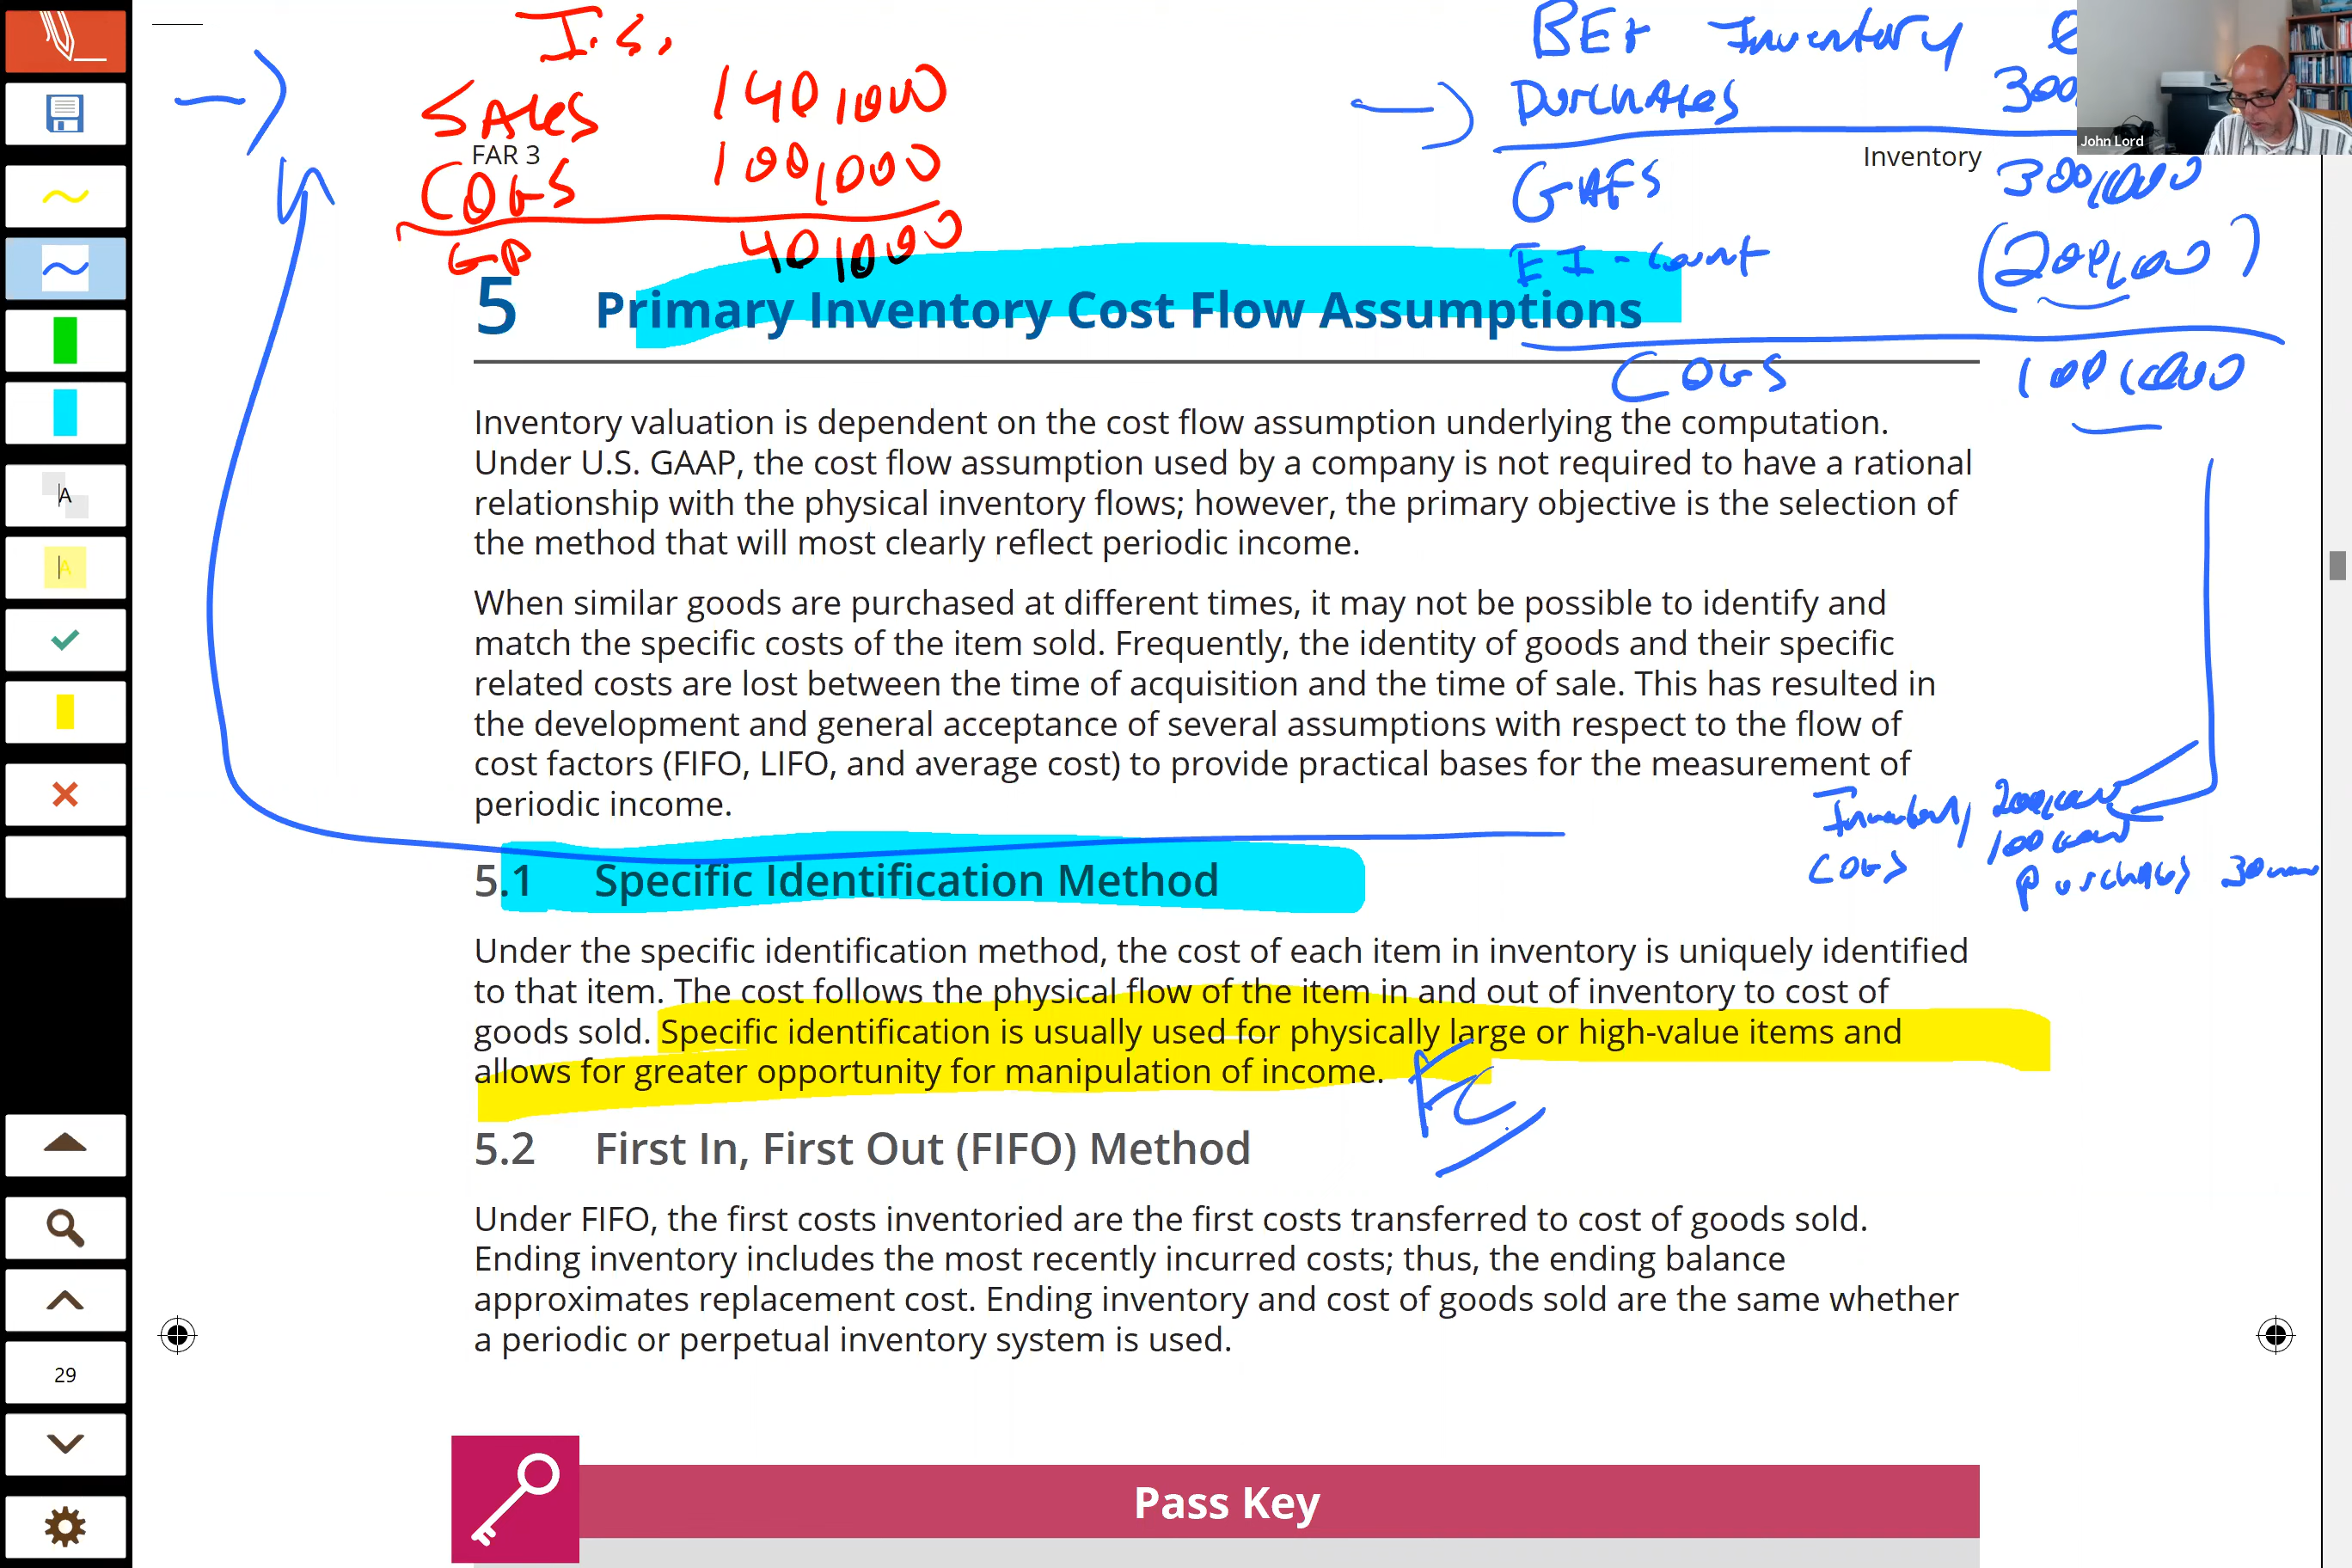 I.S.
SALES 140,000
COGS 100,000
GP 40,000
BEG Inventory
Purchases 300
GAFS 300,000
EI - count (200,000)
COGS 100,000
John Lord
FAR 3
Inventory
5 Primary Inventory Cost Flow Assumptions
Inventory valuation is dependent on the cost flow assumption underlying the computation.
Under U.S. GAAP, the cost flow assumption used by a company is not required to have a rational
relationship with the physical inventory flows; however, the primary objective is the selection of
the method that will most clearly reflect periodic income.
When similar goods are purchased at different times, it may not be possible to identify and
match the specific costs of the item sold. Frequently, the identity of goods and their specific
related costs are lost between the time of acquisition and the time of sale. This has resulted in
the development and general acceptance of several assumptions with respect to the flow of
cost factors (FIFO, LIFO, and average cost) to provide practical bases for the measurement of
periodic income.
Inventory 200,000
COGS 100,000
Purchases
5.1 Specific Identification Method
Under the specific identification method, the cost of each item in inventory is uniquely identified
to that item. The cost follows the physical flow of the item in and out of inventory to cost of
goods sold. Specific identification is usually used for physically large or high-value items and
allows for greater opportunity for manipulation of income.
FC
5.2 First In, First Out (FIFO) Method
Under FIFO, the first costs inventoried are the first costs transferred to cost of goods sold.
Ending inventory includes the most recently incurred costs; thus, the ending balance
approximates replacement cost. Ending inventory and cost of goods sold are the same whether
a periodic or perpetual inventory system is used.
Pass Key
A
A
29